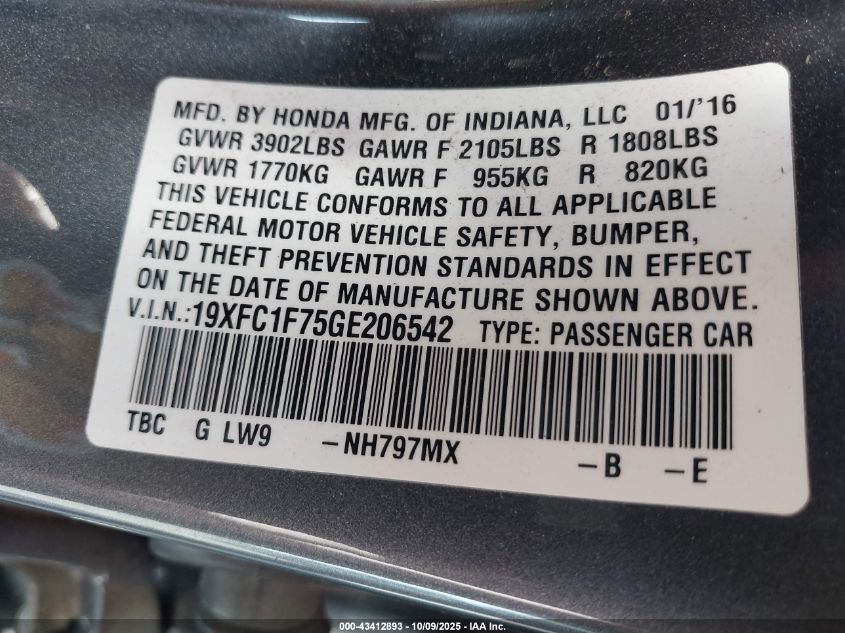 MFD. BY HONDA MFG. OF INDIANA, LLC 01/'16
GVWR 3902LBS GAWR F 2105LBS R 1808LBS
GVWR 1770KG GAWR F 955KG R 820KG
THIS VEHICLE CONFORMS TO ALL APPLICABLE
FEDERAL MOTOR VEHICLE SAFETY, BUMPER,
AND THEFT PREVENTION STANDARDS IN EFFECT
ON THE DATE OF MANUFACTURE SHOWN ABOVE.
V.I.N.:19XFC1F75GE206542 TYPE: PASSENGER CAR
TBC G LW9 -NH797MX -B -E
000-43412893 - 10/09/2025 - IAA Inc.